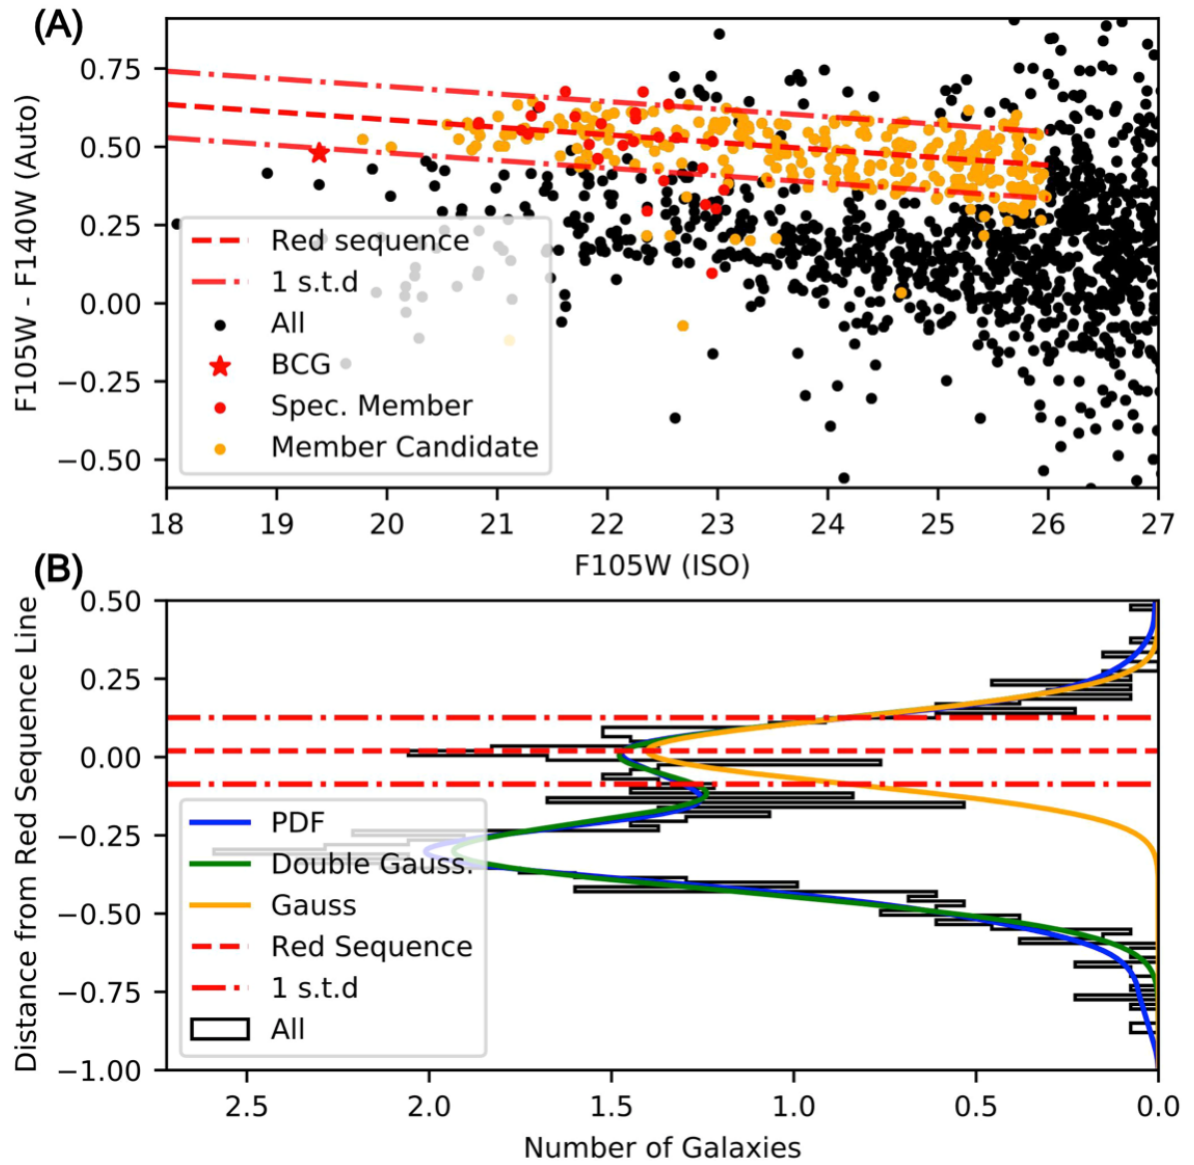 (A)
F105W - F140W (Auto)
0.75
0.50
0.25
0.00
−0.25
−0.50
Red sequence
1 s.t.d
All
BCG
Spec. Member
Member Candidate
18 19 20 21 22 23 24 25 26 27
F105W (ISO)
(B)
Distance from Red Sequence Line
0.50
0.25
0.00
−0.25
−0.50
−0.75
−1.00
PDF
Double Gauss.
Gauss
Red Sequence
1 s.t.d
All
2.5 2.0 1.5 1.0 0.5 0.0
Number of Galaxies